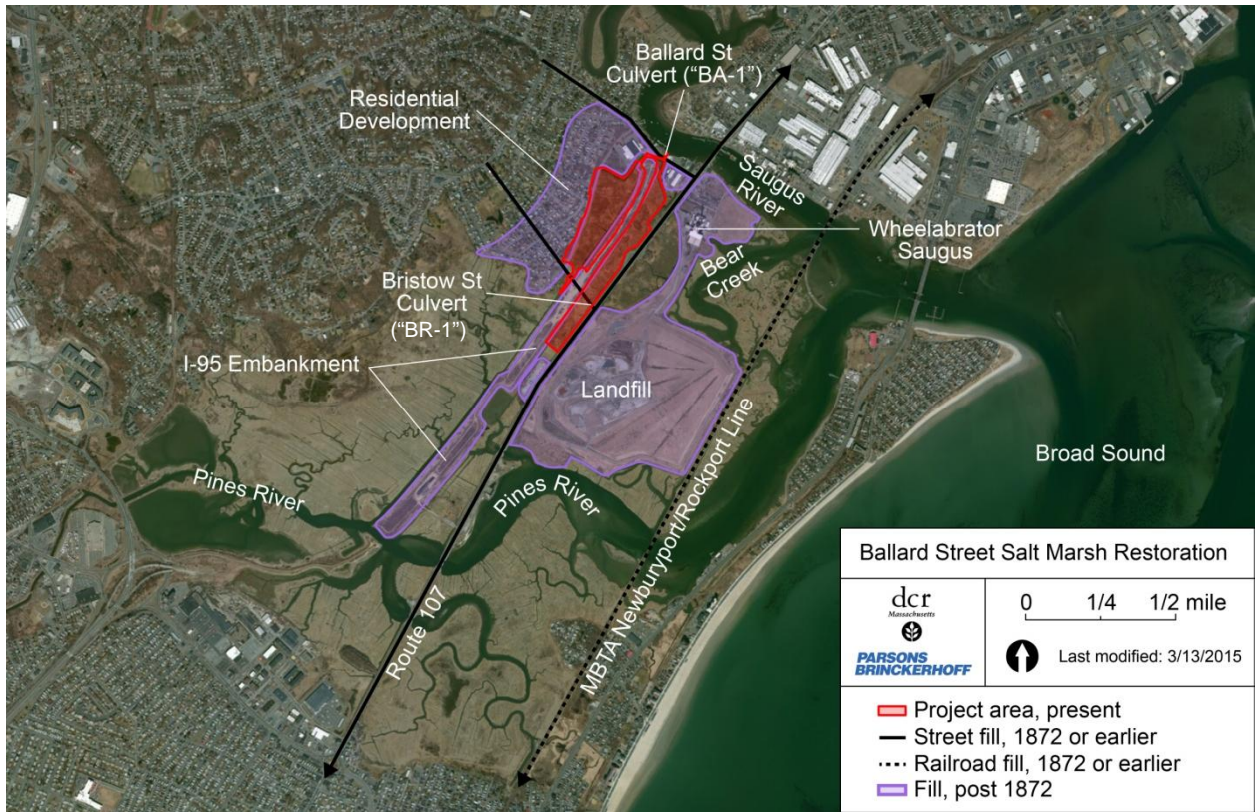 Ballard St
Culvert ("BA-1")
Residential
Development
Saugus
River
Wheelabrator
Saugus
Bear
Creek
Bristow St
Culvert
("BR-1")
I-95 Embankment
Landfill
Broad Sound
Pines River
Pines River
Route 107
MBTA Newburyport/Rockport Line
Ballard Street Salt Marsh Restoration
dcr
Massachusetts
PARSONS
BRINCKERHOFF
0 1/4 1/2 mile
Last modified: 3/13/2015
Project area, present
Street fill, 1872 or earlier
Railroad fill, 1872 or earlier
Fill, post 1872